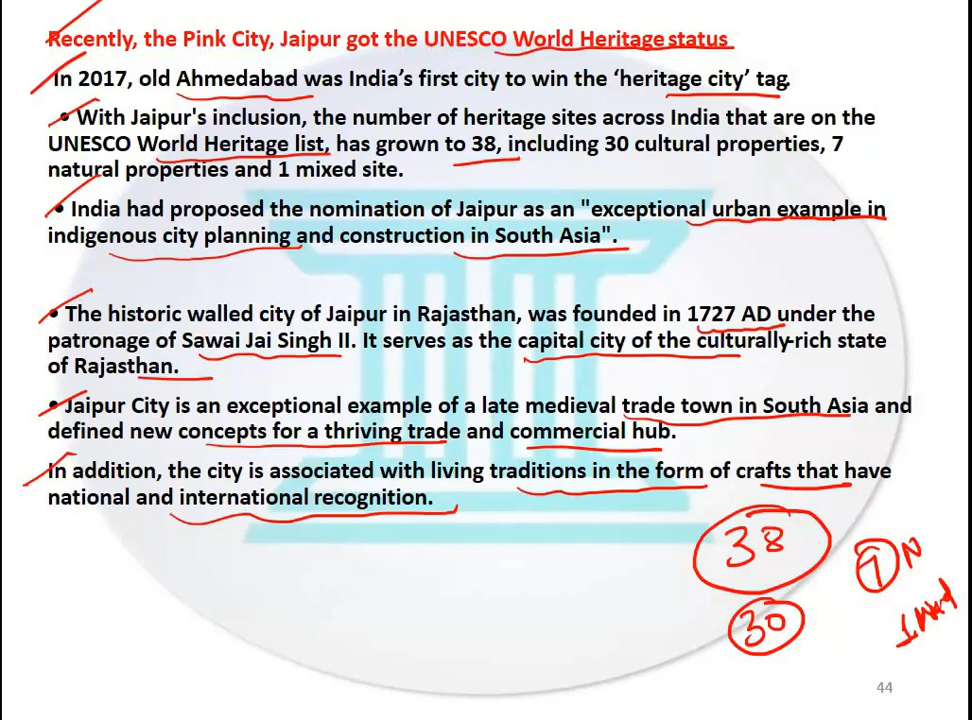 Recently, the Pink City, Jaipur got the UNESCO World Heritage status
In 2017, old Ahmedabad was India's first city to win the 'heritage city' tag.
• With Jaipur's inclusion, the number of heritage sites across India that are on the
UNESCO World Heritage list, has grown to 38, including 30 cultural properties, 7
natural properties and 1 mixed site.
• India had proposed the nomination of Jaipur as an "exceptional urban example in
indigenous city planning and construction in South Asia".
• The historic walled city of Jaipur in Rajasthan, was founded in 1727 AD under the
patronage of Sawai Jai Singh II. It serves as the capital city of the culturally-rich state
of Rajasthan.
• Jaipur City is an exceptional example of a late medieval trade town in South Asia and
defined new concepts for a thriving trade and commercial hub.
In addition, the city is associated with living traditions in the form of crafts that have
national and international recognition.
38
7 N
30
44